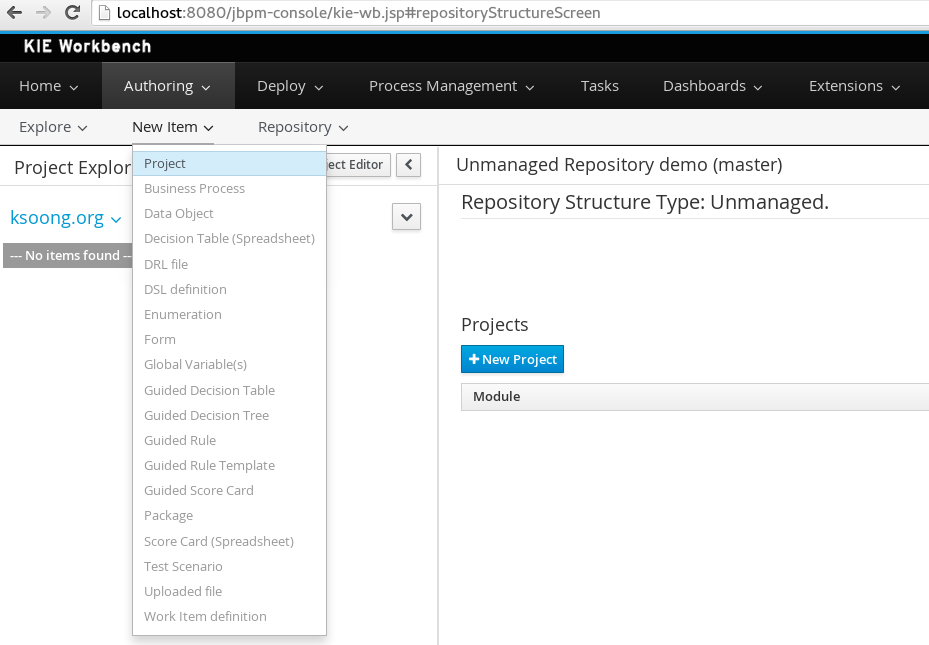 localhost:8080/jbpm-console/kie-wb.jsp#repositoryStructureScreen
KIE Workbench
Home Authoring Deploy Process Management Tasks Dashboards Extensions
Explore New Item Repository
Project Explor
ect Editor
Unmanaged Repository demo (master)
Repository Structure Type: Unmanaged.
ksoong.org
--- No items found --
Project
Business Process
Data Object
Decision Table (Spreadsheet)
DRL file
DSL definition
Enumeration
Form
Global Variable(s)
Guided Decision Table
Guided Decision Tree
Guided Rule
Guided Rule Template
Guided Score Card
Package
Score Card (Spreadsheet)
Test Scenario
Uploaded file
Work Item definition
Projects
New Project
Module